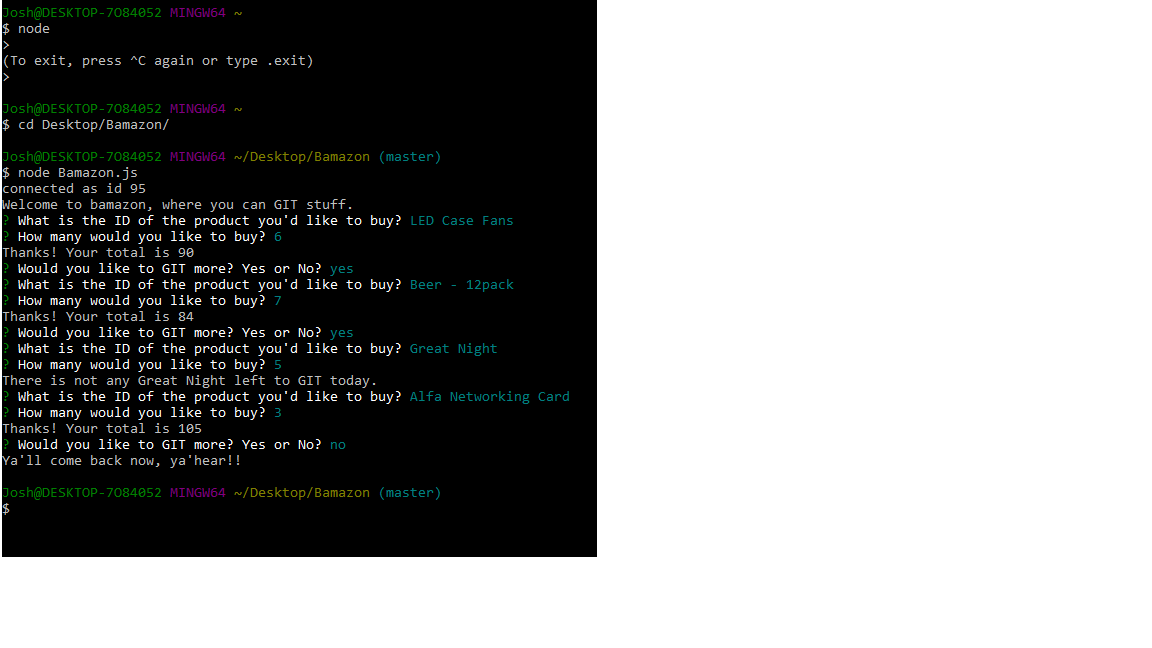 Josh@DESKTOP-7O84052 MINGW64 ~
$ node
>
(To exit, press ^C again or type .exit)
>
Josh@DESKTOP-7O84052 MINGW64 ~
$ cd Desktop/Bamazon/
Josh@DESKTOP-7O84052 MINGW64 ~/Desktop/Bamazon (master)
$ node Bamazon.js
connected as id 95
Welcome to bamazon, where you can GIT stuff.
? What is the ID of the product you'd like to buy? LED Case Fans
? How many would you like to buy? 6
Thanks! Your total is 90
? Would you like to GIT more? Yes or No? yes
? What is the ID of the product you'd like to buy? Beer - 12pack
? How many would you like to buy? 7
Thanks! Your total is 84
? Would you like to GIT more? Yes or No? yes
? What is the ID of the product you'd like to buy? Great Night
? How many would you like to buy? 5
There is not any Great Night left to GIT today.
? What is the ID of the product you'd like to buy? Alfa Networking Card
? How many would you like to buy? 3
Thanks! Your total is 105
? Would you like to GIT more? Yes or No? no
Ya'll come back now, ya'hear!!
Josh@DESKTOP-7O84052 MINGW64 ~/Desktop/Bamazon (master)
$